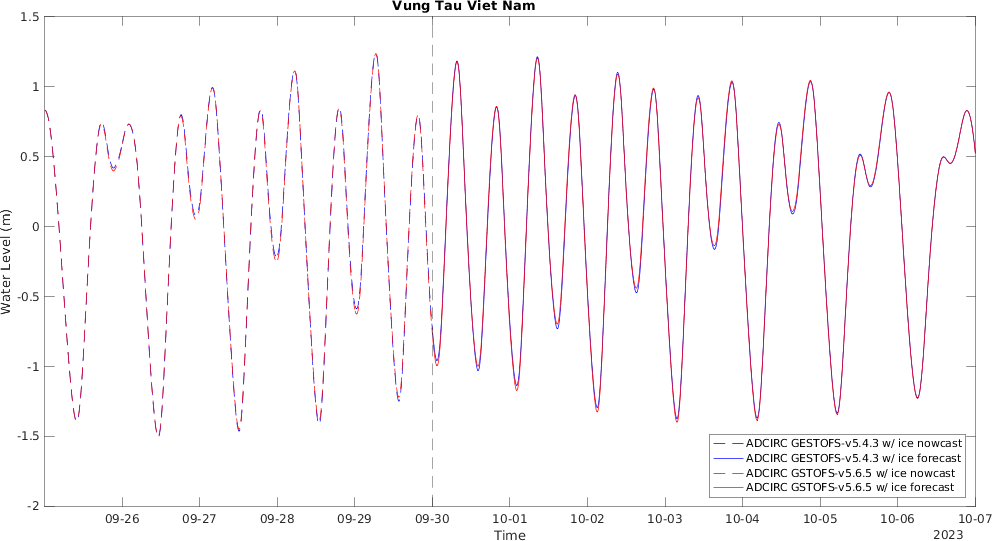 Vung Tau Viet Nam
1.5
1
0.5
0
-0.5
-1
-1.5
-2
Water Level (m)
ADCIRC GESTOFS-v5.4.3 w/ ice nowcast
ADCIRC GESTOFS-v5.4.3 w/ ice forecast
ADCIRC GSTOFS-v5.6.5 w/ ice nowcast
ADCIRC GSTOFS-v5.6.5 w/ ice forecast
09-26 09-27 09-28 09-29 09-30 10-01 10-02 10-03 10-04 10-05 10-06 10-07
Time
2023